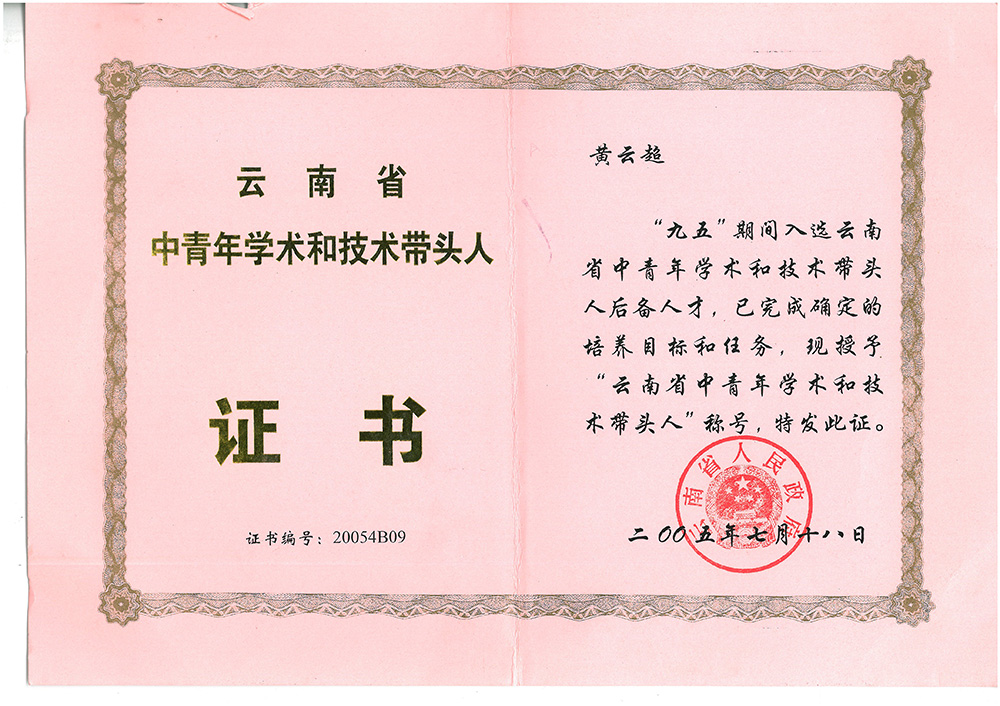 云南省
中青年学术和技术带头人
证书
证书编号：20054B09
黄云超
“九五”期间入选云南
省中青年学术和技术带头
人后备人才，已完成确定的
培养目标和任务，现授予
“云南省中青年学术和技
术带头人”称号，特发此证。
云南省人民政府
二00五年七月十八日